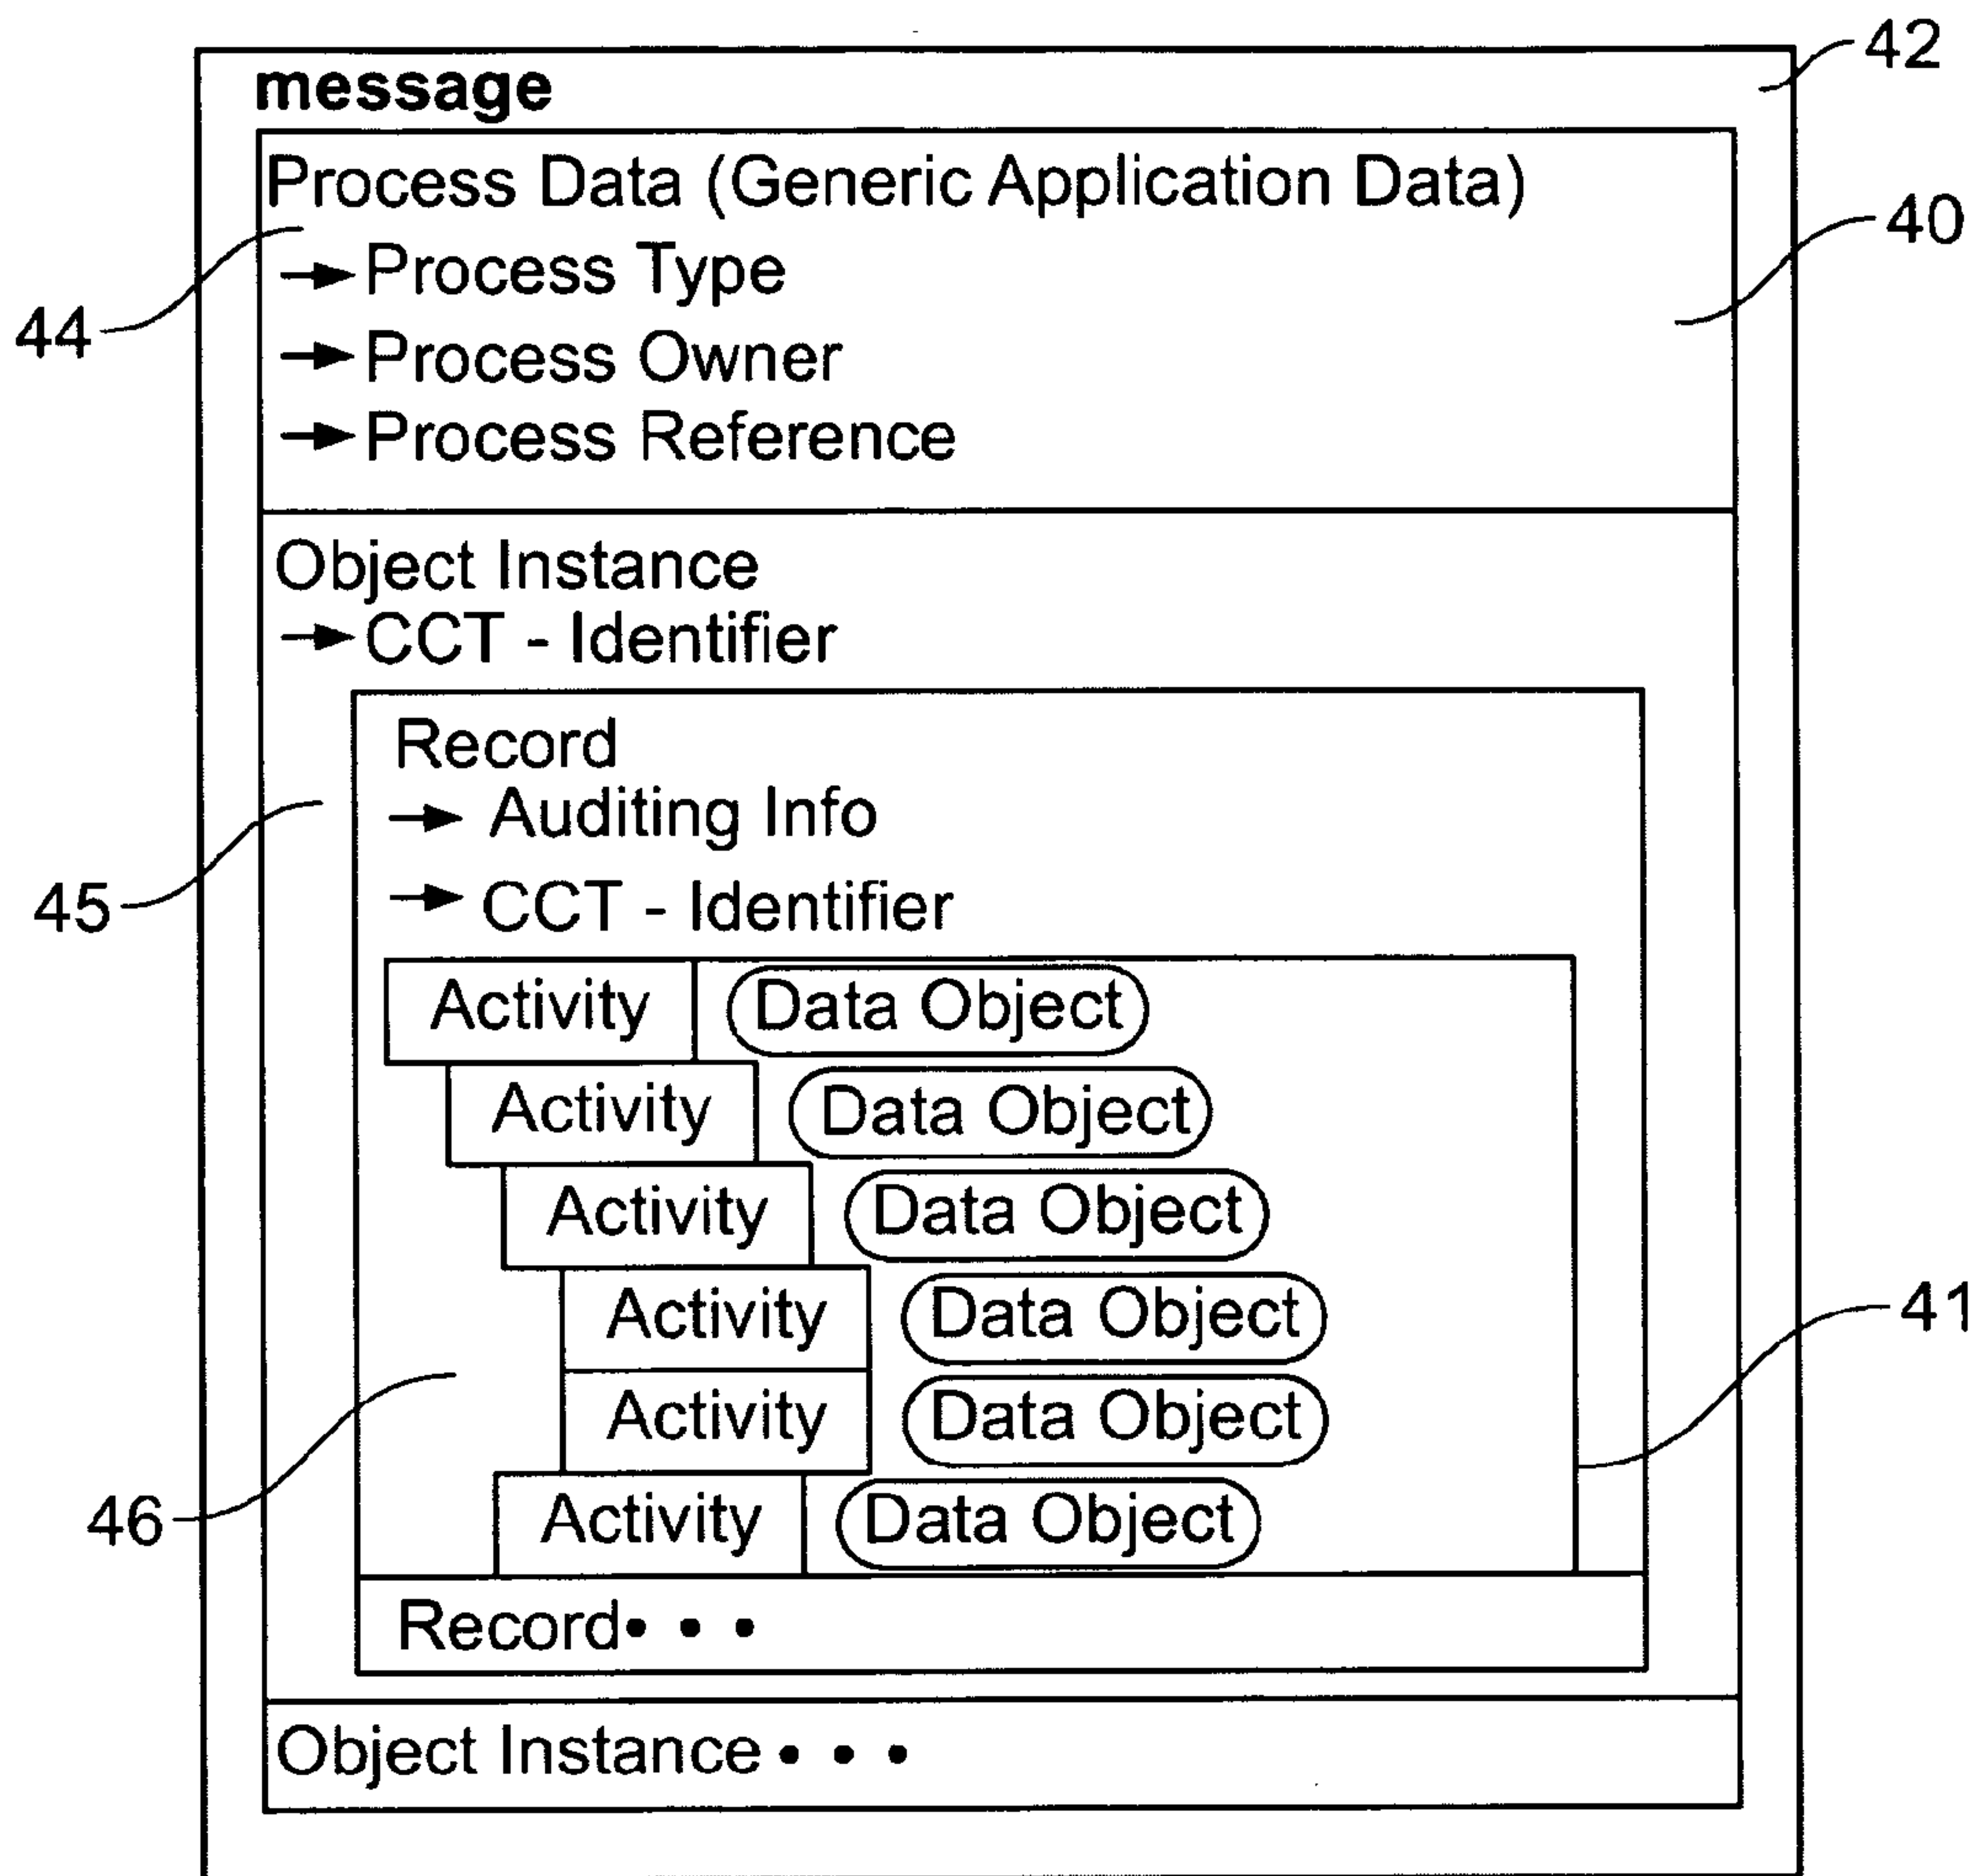 42
message
Process Data (Generic Application Data)
40
Process Type
44
Process Owner
Process Reference
Object Instance
CCT - Identifier
Record
Auditing Info
45
CCT - Identifier
Activity Data Object
Activity Data Object
Activity Data Object
Activity Data Object
41
Activity Data Object
46
Activity Data Object
Record• • •
Object Instance • • •